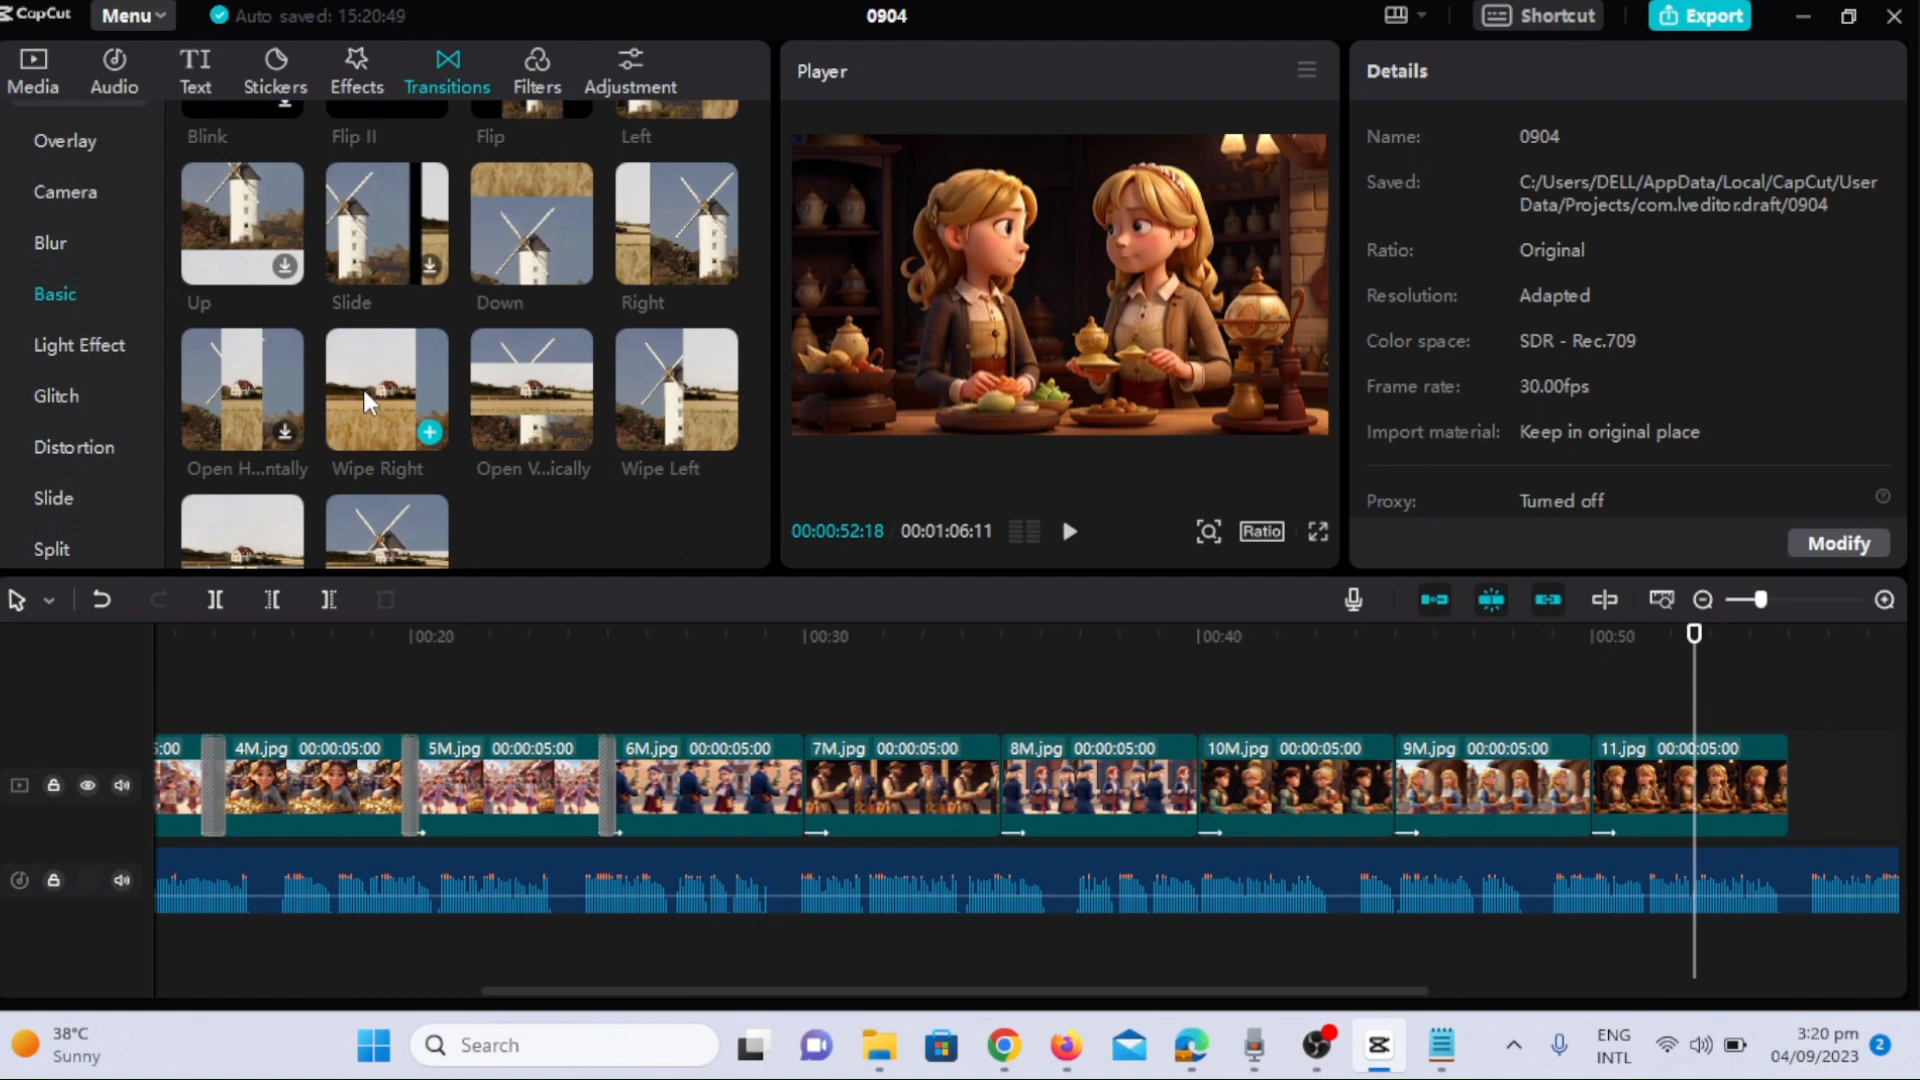 CapCut
Menu
Auto saved: 15:20:49
0904
Shortcut
Export
Media
Audio
TI
Text
Stickers
Effects
Transitions
Filters
Adjustment
Overlay
Camera
Blur
Basic
Light Effect
Glitch
Distortion
Slide
Split
Blink
Flip II
Flip
Left
Up
Slide
Down
Right
Open H...ntally
Wipe Right
Open V...ically
Wipe Left
Player
00:00:52:18
00:01:06:11
Ratio
Details
Name: 0904
Saved: C:/Users/DELL/AppData/Local/CapCut/User
Data/Projects/com.lveditor.draft/0904
Ratio: Original
Resolution: Adapted
Color space: SDR - Rec.709
Frame rate: 30.00fps
Import material: Keep in original place
Proxy: Turned off
Modify
00:20
00:30
00:40
00:50
5:00
4M.jpg 00:00:05:00
5M.jpg 00:00:05:00
6M.jpg 00:00:05:00
7M.jpg 00:00:05:00
8M.jpg 00:00:05:00
10M.jpg 00:00:05:00
9M.jpg 00:00:05:00
11.jpg 00:00:05:00
38°C
Sunny
Search
ENG
INTL
3:20 pm
04/09/2023
2